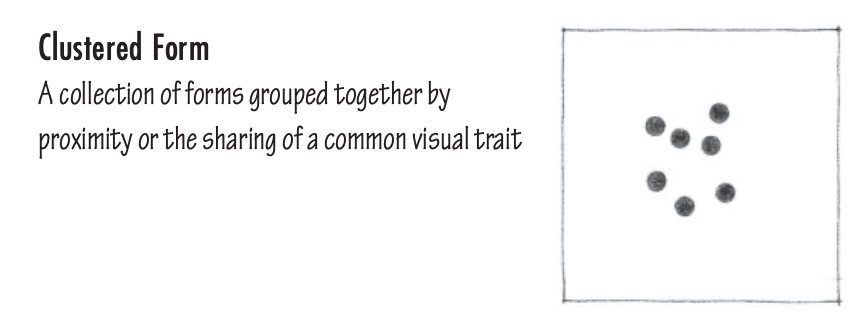 Clustered Form
A collection of forms grouped together by
proximity or the sharing of a common visual trait